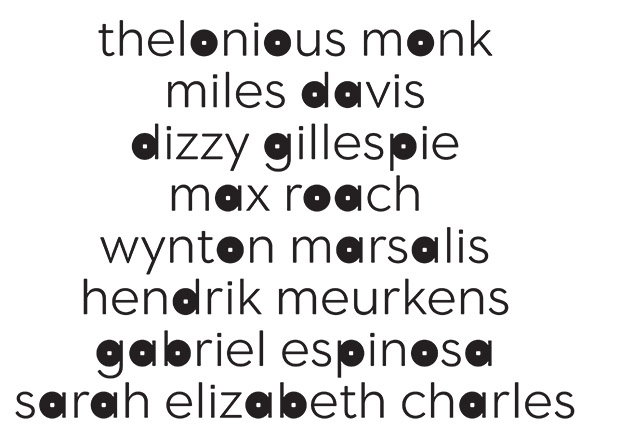 thelonious monk
miles davis
dizzy gillespie
max roach
wynton marsalis
hendrik meurkens
gabriel espinosa
sarah elizabeth charles